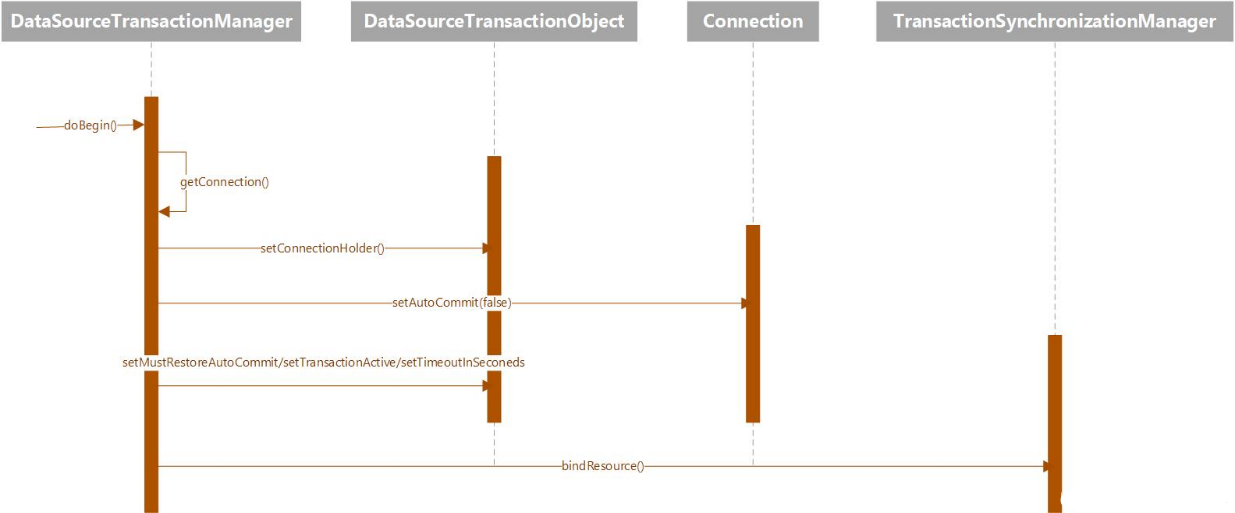 DataSourceTransactionManager
DataSourceTransactionObject
Connection
TransactionSynchronizationManager
doBegin()
getConnection()
setConnectionHolder()
setAutoCommit(false)
setMustRestoreAutoCommit/setTransactionActive/setTimeoutInSeconeds
bindResource()